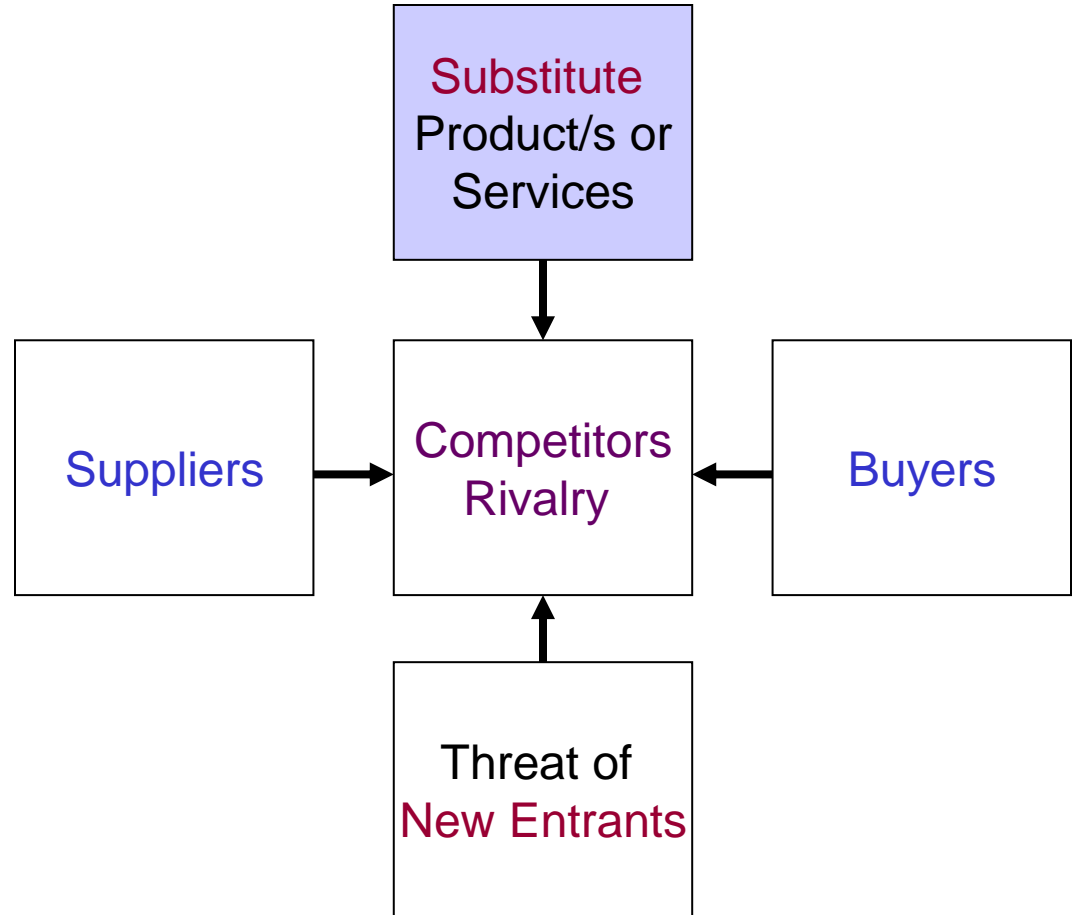 Substitute
Product/s or
Services
Suppliers
Competitors
Rivalry
Buyers
Threat of
New Entrants